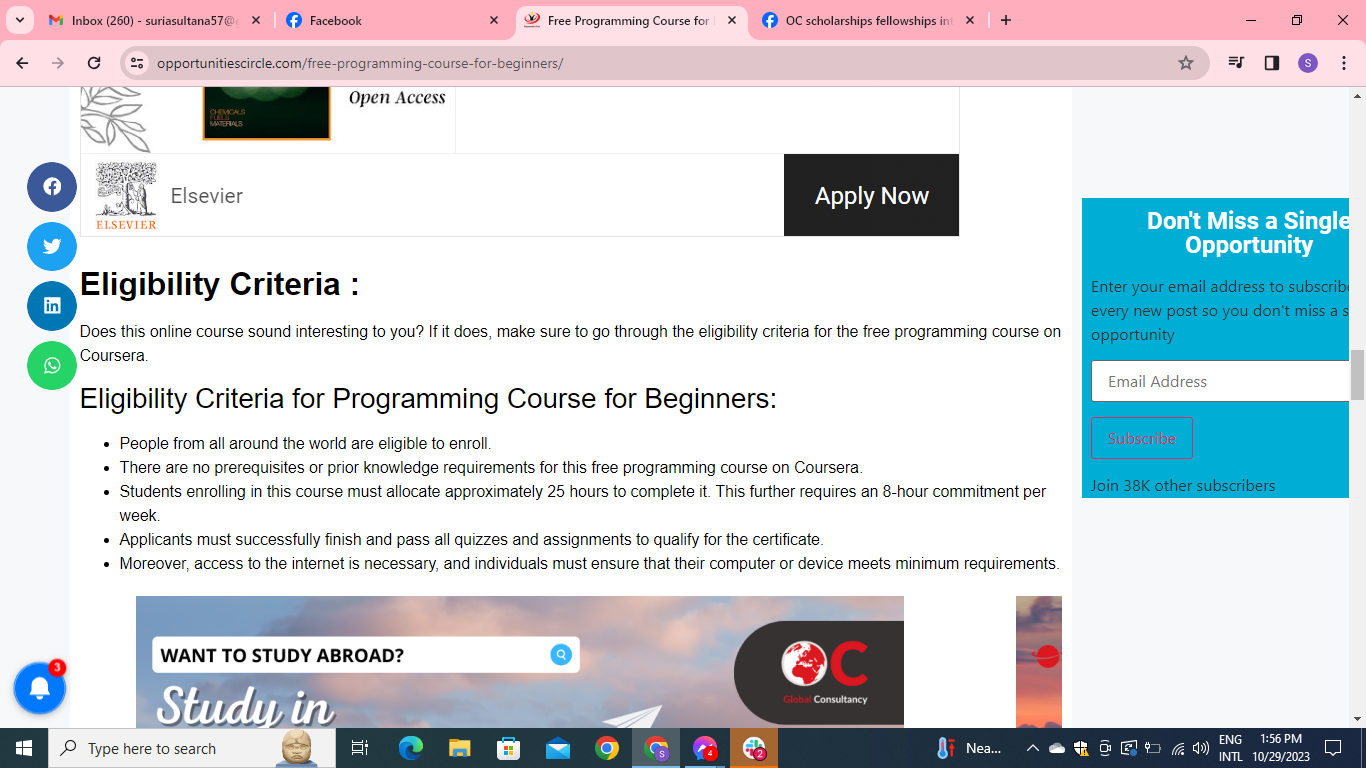 Inbox (260) - suriasultana57@g
Facebook
Free Programming Course for
OC scholarships fellowships int
opportunitiescircle.com/free-programming-course-for-beginners/
S
CHEMICALS
FUELS
MATERIALS
Open Access
ELSEVIER
Elsevier
Apply Now
Eligibility Criteria :
Does this online course sound interesting to you? If it does, make sure to go through the eligibility criteria for the free programming course on
Coursera.
Eligibility Criteria for Programming Course for Beginners:
People from all around the world are eligible to enroll.
There are no prerequisites or prior knowledge requirements for this free programming course on Coursera.
Students enrolling in this course must allocate approximately 25 hours to complete it. This further requires an 8-hour commitment per
week.
Applicants must successfully finish and pass all quizzes and assignments to qualify for the certificate.
Moreover, access to the internet is necessary, and individuals must ensure that their computer or device meets minimum requirements.
Don't Miss a Single
Opportunity
Enter your email address to subscribe
every new post so you don't miss a s
opportunity
Email Address
Subscribe
Join 38K other subscribers
WANT TO STUDY ABROAD?
Study in
OC
Global Consultancy
3
Type here to search
S
4
2
Nea...
ENG
INTL
1:56 PM
10/29/2023